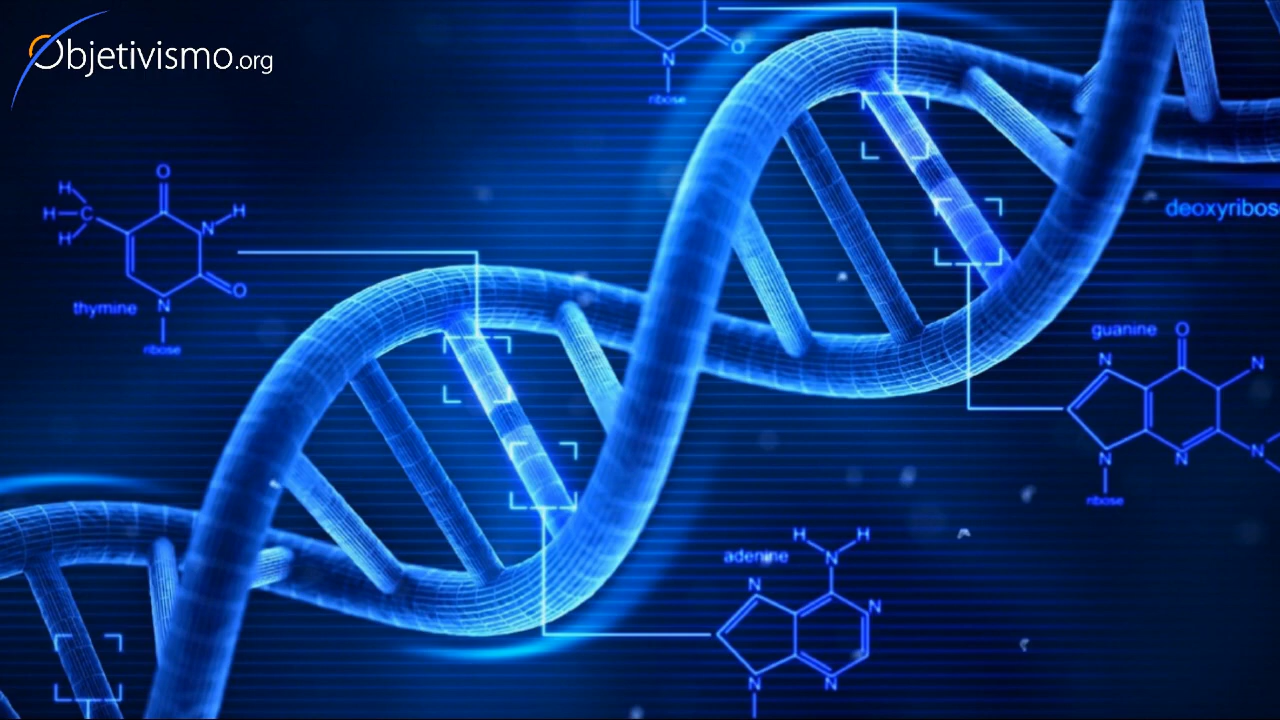 Objetivismo.org
N
O
ribose
deoxyribos
O
H
H C
H
N H
O
thymine N
ribose
guanine O
N N
N N N
ribose
H H
adenine N
N N
N N